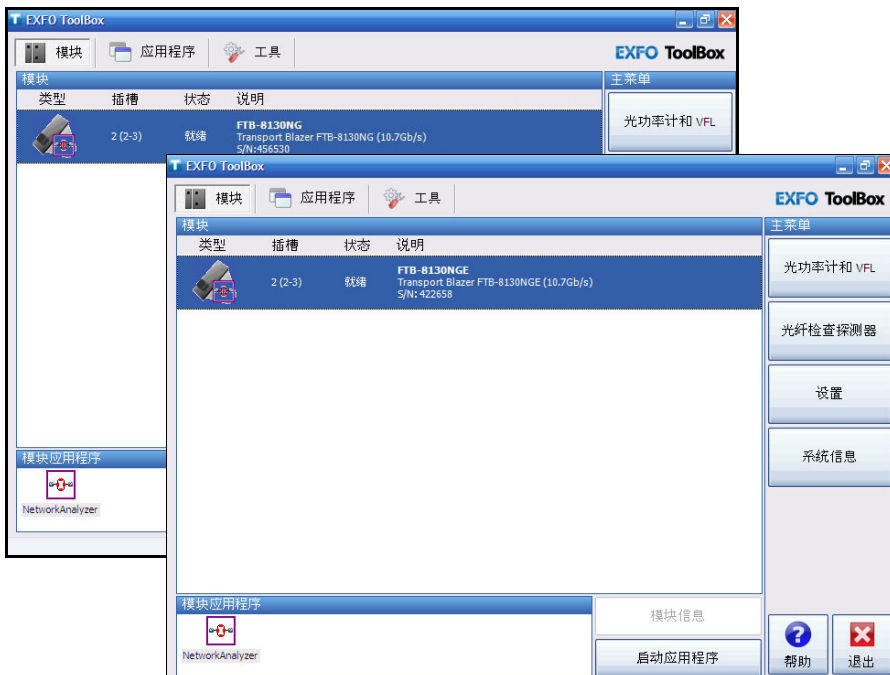 EXFO ToolBox
模块 应用程序 工具 EXFO ToolBox
模块 主菜单
类型 插槽 状态 说明
光功率计和 VFL
FTB-8130NG
2 (2-3) 就绪 Transport Blazer FTB-8130NG (10.7Gb/s)
S/N:456530
模块应用程序
NetworkAnalyzer
EXFO ToolBox
模块 应用程序 工具 EXFO ToolBox
模块 主菜单
类型 插槽 状态 说明
光功率计和 VFL
FTB-8130NGE
2 (2-3) 就绪 Transport Blazer FTB-8130NGE (10.7Gb/s)
S/N: 422658
光纤检查探测器
设置
系统信息
模块应用程序
模块信息
NetworkAnalyzer
启动应用程序
帮助 退出